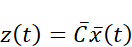 z(t) = C̄x̄(t)